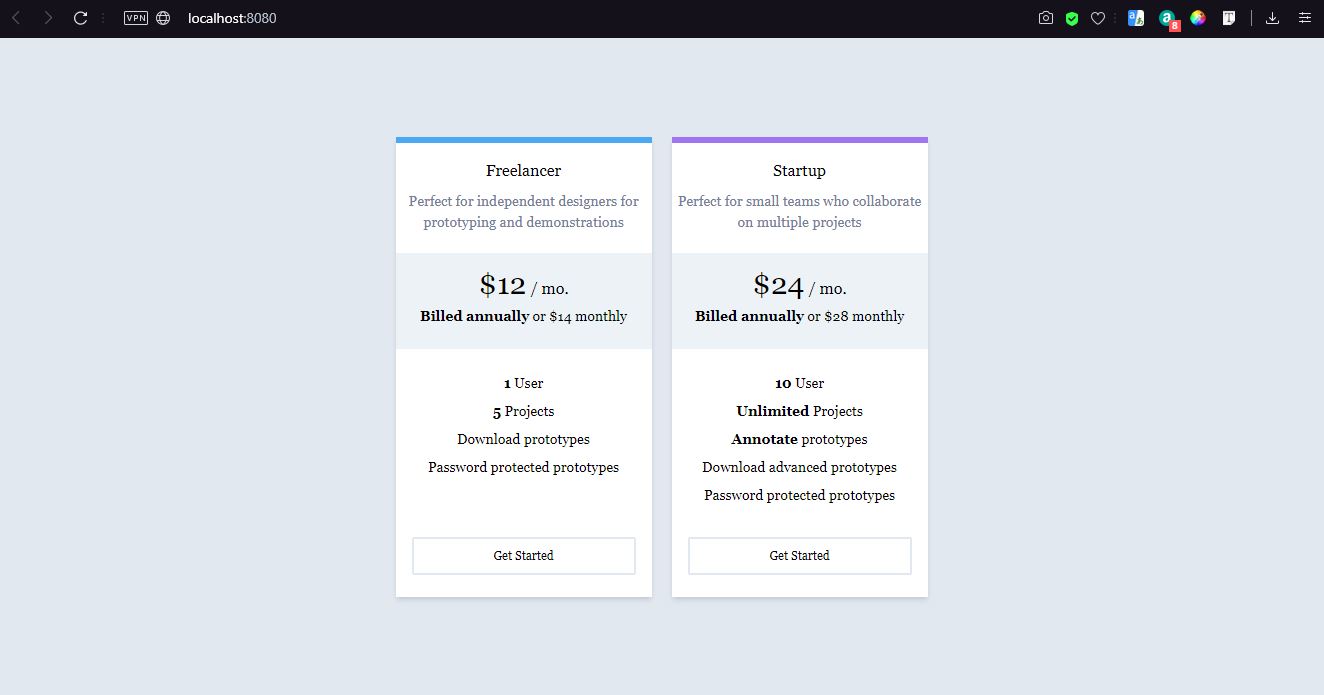 VPN
localhost:8080
8
T
Freelancer
Perfect for independent designers for
prototyping and demonstrations
$12 / mo.
Billed annually or $14 monthly
1 User
5 Projects
Download prototypes
Password protected prototypes
Get Started
Startup
Perfect for small teams who collaborate
on multiple projects
$24 / mo.
Billed annually or $28 monthly
10 User
Unlimited Projects
Annotate prototypes
Download advanced prototypes
Password protected prototypes
Get Started